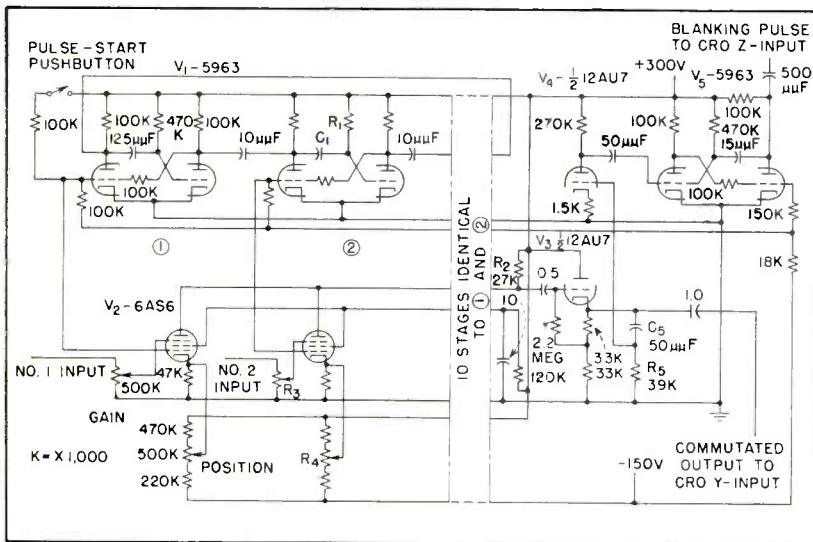 PULSE-START
PUSHBUTTON
V1-5963
BLANKING PULSE
TO CRO Z-INPUT
+300V
V4-½
12AU7
V5-5963
500
μμF
100K
100K
470
K
100K
125μμF
10μμF
R1
C1
10μμF
270K
100K
100K
470K
50μμF
15μμF
100K
100K
100K
1.5K
150K
①
②
18K
10 STAGES IDENTICAL
TO ① AND ②
V3 ½12AU7
R2
27K
0.5
10
1.0
V2-6AS6
2.2
MEG
120K
33K
33K
C5
50μμF
R5
39K
NO. 1 INPUT
500K
47K
NO. 2
INPUT
R3
GAIN
470K
500K
220K
POSITION
R4
K=X1,000
-150V
COMMUTATED
OUTPUT TO
CRO Y-INPUT